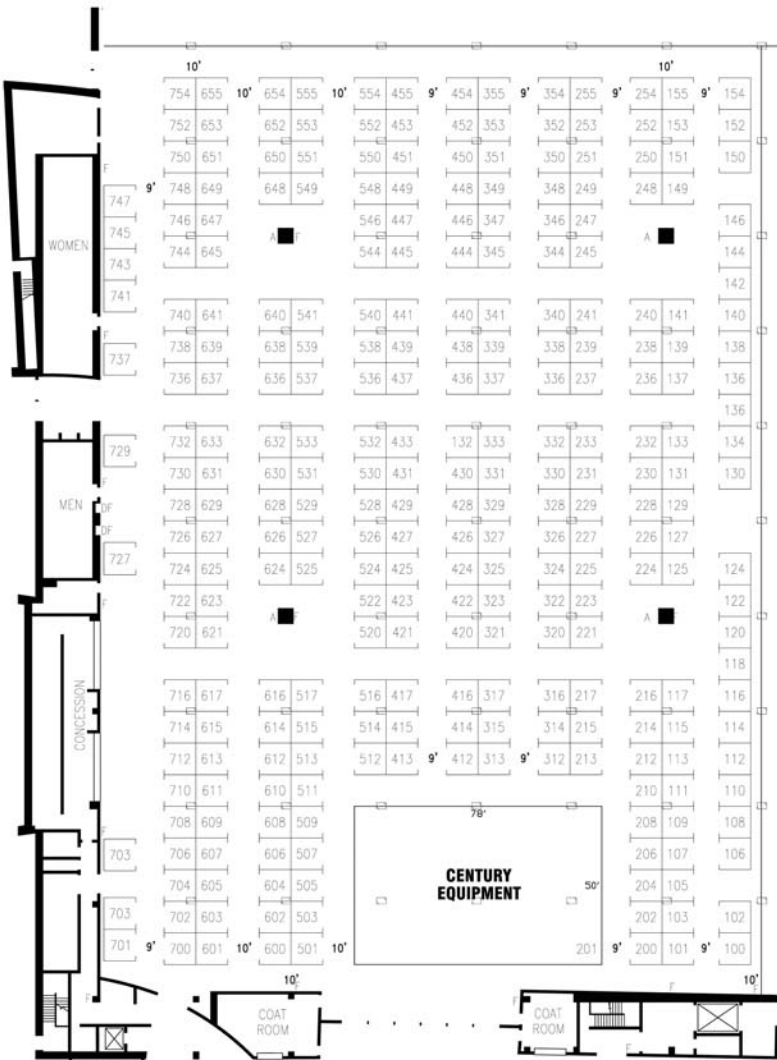 10' 10'
754 655 10' 654 555 10' 554 455 9' 454 355 9' 354 255 9' 254 155 9' 154
752 653 652 553 552 453 452 353 352 253 252 153 152
F 750 651 650 551 550 451 450 351 350 251 250 151 150
747 9' 748 649 648 549 548 449 448 349 348 249 248 149
745 746 647 546 447 446 347 346 247 146
WOMEN A F A
743 744 645 544 445 444 345 344 245 144
741 142
F 740 641 640 541 540 441 440 341 340 241 240 141 140
737 738 639 638 539 538 439 438 339 338 239 238 139 138
736 637 636 537 536 437 436 337 336 237 236 137 136
136
729 732 633 632 533 532 433 132 333 332 233 232 133 134
F 730 631 630 531 530 431 430 331 330 231 230 131 130
MEN DF 728 629 628 529 528 429 428 329 328 229 228 129
DF 726 627 626 527 526 427 426 327 326 227 226 127
727 724 625 624 525 524 425 424 325 324 225 224 125 124
F 722 623 522 423 422 323 322 223 122
A F A F
720 621 520 421 420 321 320 221 120
118
CONCESSION 716 617 616 517 516 417 416 317 316 217 216 117 116
714 615 614 515 514 415 414 315 314 215 214 115 114
712 613 612 513 512 413 9' 412 313 9' 312 213 212 113 112
710 611 610 511 210 111 110
F 708 609 608 509 78' 208 109 108
703 706 607 606 507 206 107 106
CENTURY
EQUIPMENT
704 605 604 505 50' 204 105
703 702 603 602 503 202 103 102
701 9' 700 601 10' 600 501 10' 201 9' 200 101 9' 100
10' 10'
F F F F
F F
COAT
ROOM
COAT
ROOM
F